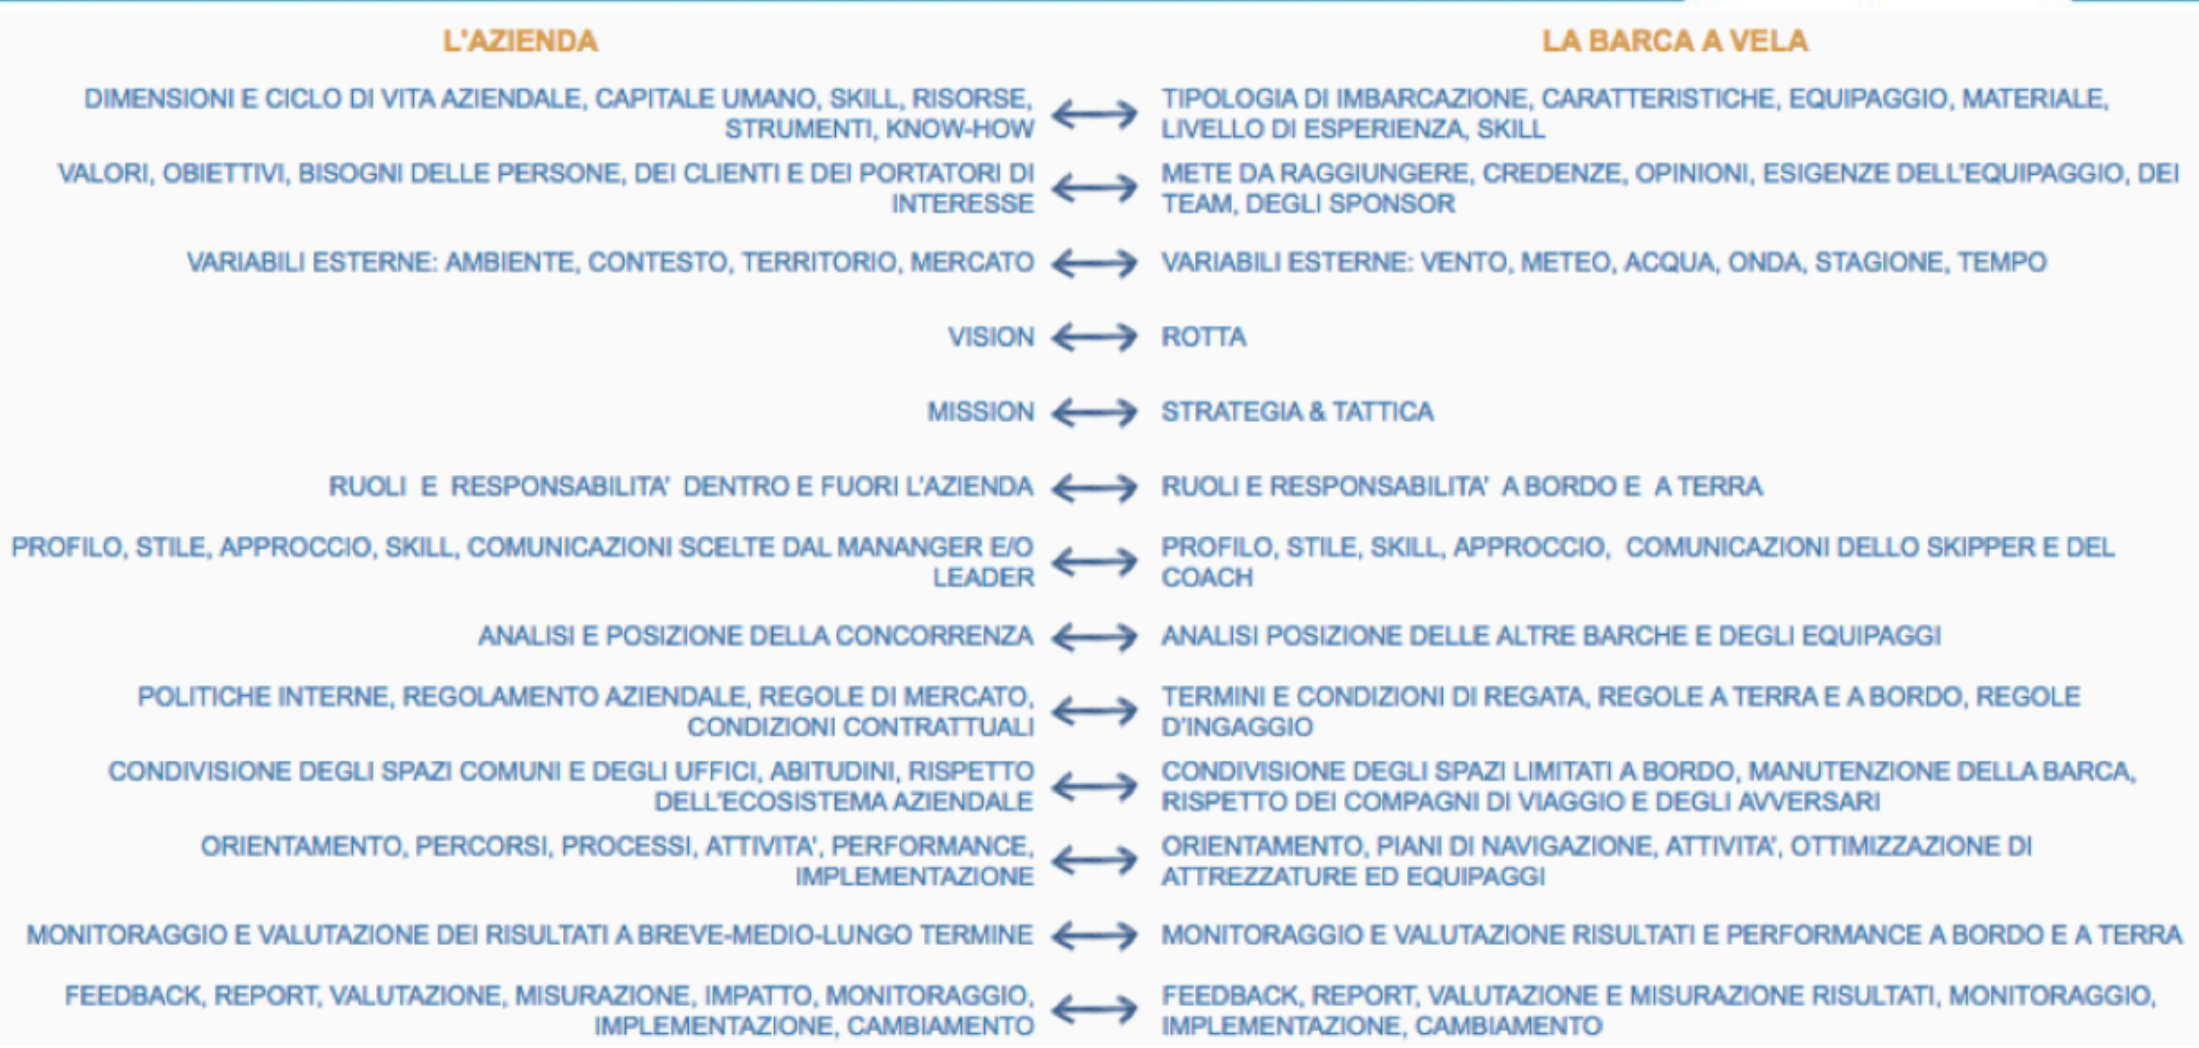 L'AZIENDA
LA BARCA A VELA
DIMENSIONI E CICLO DI VITA AZIENDALE, CAPITALE UMANO, SKILL, RISORSE,
STRUMENTI, KNOW-HOW
TIPOLOGIA DI IMBARCAZIONE, CARATTERISTICHE, EQUIPAGGIO, MATERIALE,
LIVELLO DI ESPERIENZA, SKILL
VALORI, OBIETTIVI, BISOGNI DELLE PERSONE, DEI CLIENTI E DEI PORTATORI DI
INTERESSE
METE DA RAGGIUNGERE, CREDENZE, OPINIONI, ESIGENZE DELL'EQUIPAGGIO, DEI
TEAM, DEGLI SPONSOR
VARIABILI ESTERNE: AMBIENTE, CONTESTO, TERRITORIO, MERCATO
VARIABILI ESTERNE: VENTO, METEO, ACQUA, ONDA, STAGIONE, TEMPO
VISION
ROTTA
MISSION
STRATEGIA & TATTICA
RUOLI E RESPONSABILITA' DENTRO E FUORI L'AZIENDA
RUOLI E RESPONSABILITA' A BORDO E A TERRA
PROFILO, STILE, APPROCCIO, SKILL, COMUNICAZIONI SCELTE DAL MANANGER E/O
LEADER
PROFILO, STILE, SKILL, APPROCCIO, COMUNICAZIONI DELLO SKIPPER E DEL
COACH
ANALISI E POSIZIONE DELLA CONCORRENZA
ANALISI POSIZIONE DELLE ALTRE BARCHE E DEGLI EQUIPAGGI
POLITICHE INTERNE, REGOLAMENTO AZIENDALE, REGOLE DI MERCATO,
CONDIZIONI CONTRATTUALI
TERMINI E CONDIZIONI DI REGATA, REGOLE A TERRA E A BORDO, REGOLE
D'INGAGGIO
CONDIVISIONE DEGLI SPAZI COMUNI E DEGLI UFFICI, ABITUDINI, RISPETTO
DELL'ECOSISTEMA AZIENDALE
CONDIVISIONE DEGLI SPAZI LIMITATI A BORDO, MANUTENZIONE DELLA BARCA,
RISPETTO DEI COMPAGNI DI VIAGGIO E DEGLI AVVERSARI
ORIENTAMENTO, PERCORSI, PROCESSI, ATTIVITA', PERFORMANCE,
IMPLEMENTAZIONE
ORIENTAMENTO, PIANI DI NAVIGAZIONE, ATTIVITA', OTTIMIZZAZIONE DI
ATTREZZATURE ED EQUIPAGGI
MONITORAGGIO E VALUTAZIONE DEI RISULTATI A BREVE-MEDIO-LUNGO TERMINE
MONITORAGGIO E VALUTAZIONE RISULTATI E PERFORMANCE A BORDO E A TERRA
FEEDBACK, REPORT, VALUTAZIONE, MISURAZIONE, IMPATTO, MONITORAGGIO,
IMPLEMENTAZIONE, CAMBIAMENTO
FEEDBACK, REPORT, VALUTAZIONE E MISURAZIONE RISULTATI, MONITORAGGIO,
IMPLEMENTAZIONE, CAMBIAMENTO